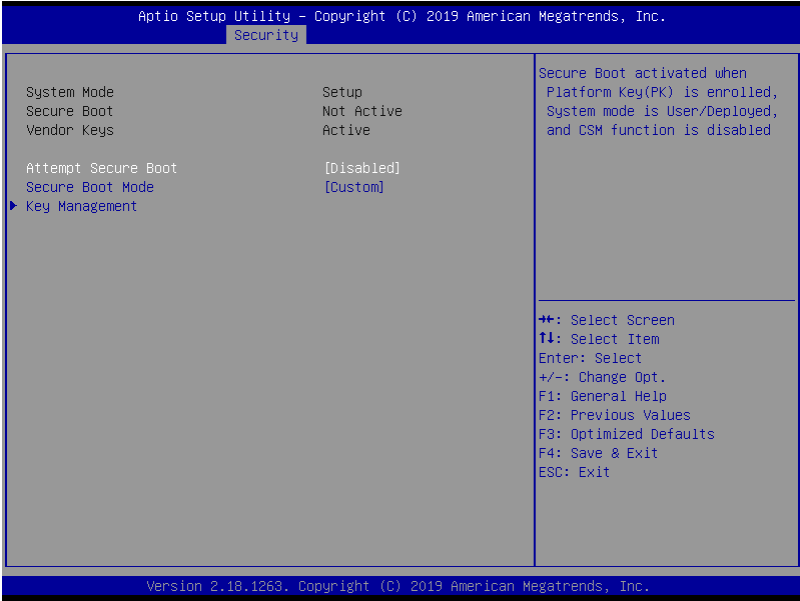 Aptio Setup Utility – Copyright (C) 2019 American Megatrends, Inc.
Security
System Mode Setup
Secure Boot Not Active
Vendor Keys Active
Attempt Secure Boot [Disabled]
Secure Boot Mode [Custom]
Key Management
Secure Boot activated when
Platform Key(PK) is enrolled,
System mode is User/Deployed,
and CSM function is disabled
→←: Select Screen
↑↓: Select Item
Enter: Select
+/-: Change Opt.
F1: General Help
F2: Previous Values
F3: Optimized Defaults
F4: Save & Exit
ESC: Exit
Version 2.18.1263. Copyright (C) 2019 American Megatrends, Inc.